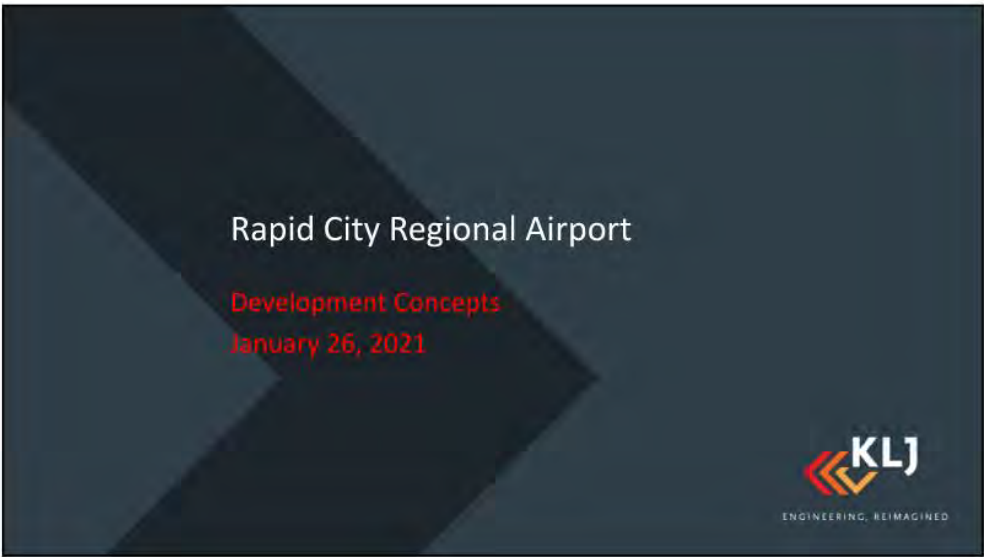 Rapid City Regional Airport
Development Concepts
January 26, 2021
KLJ
ENGINEERING, REIMAGINED